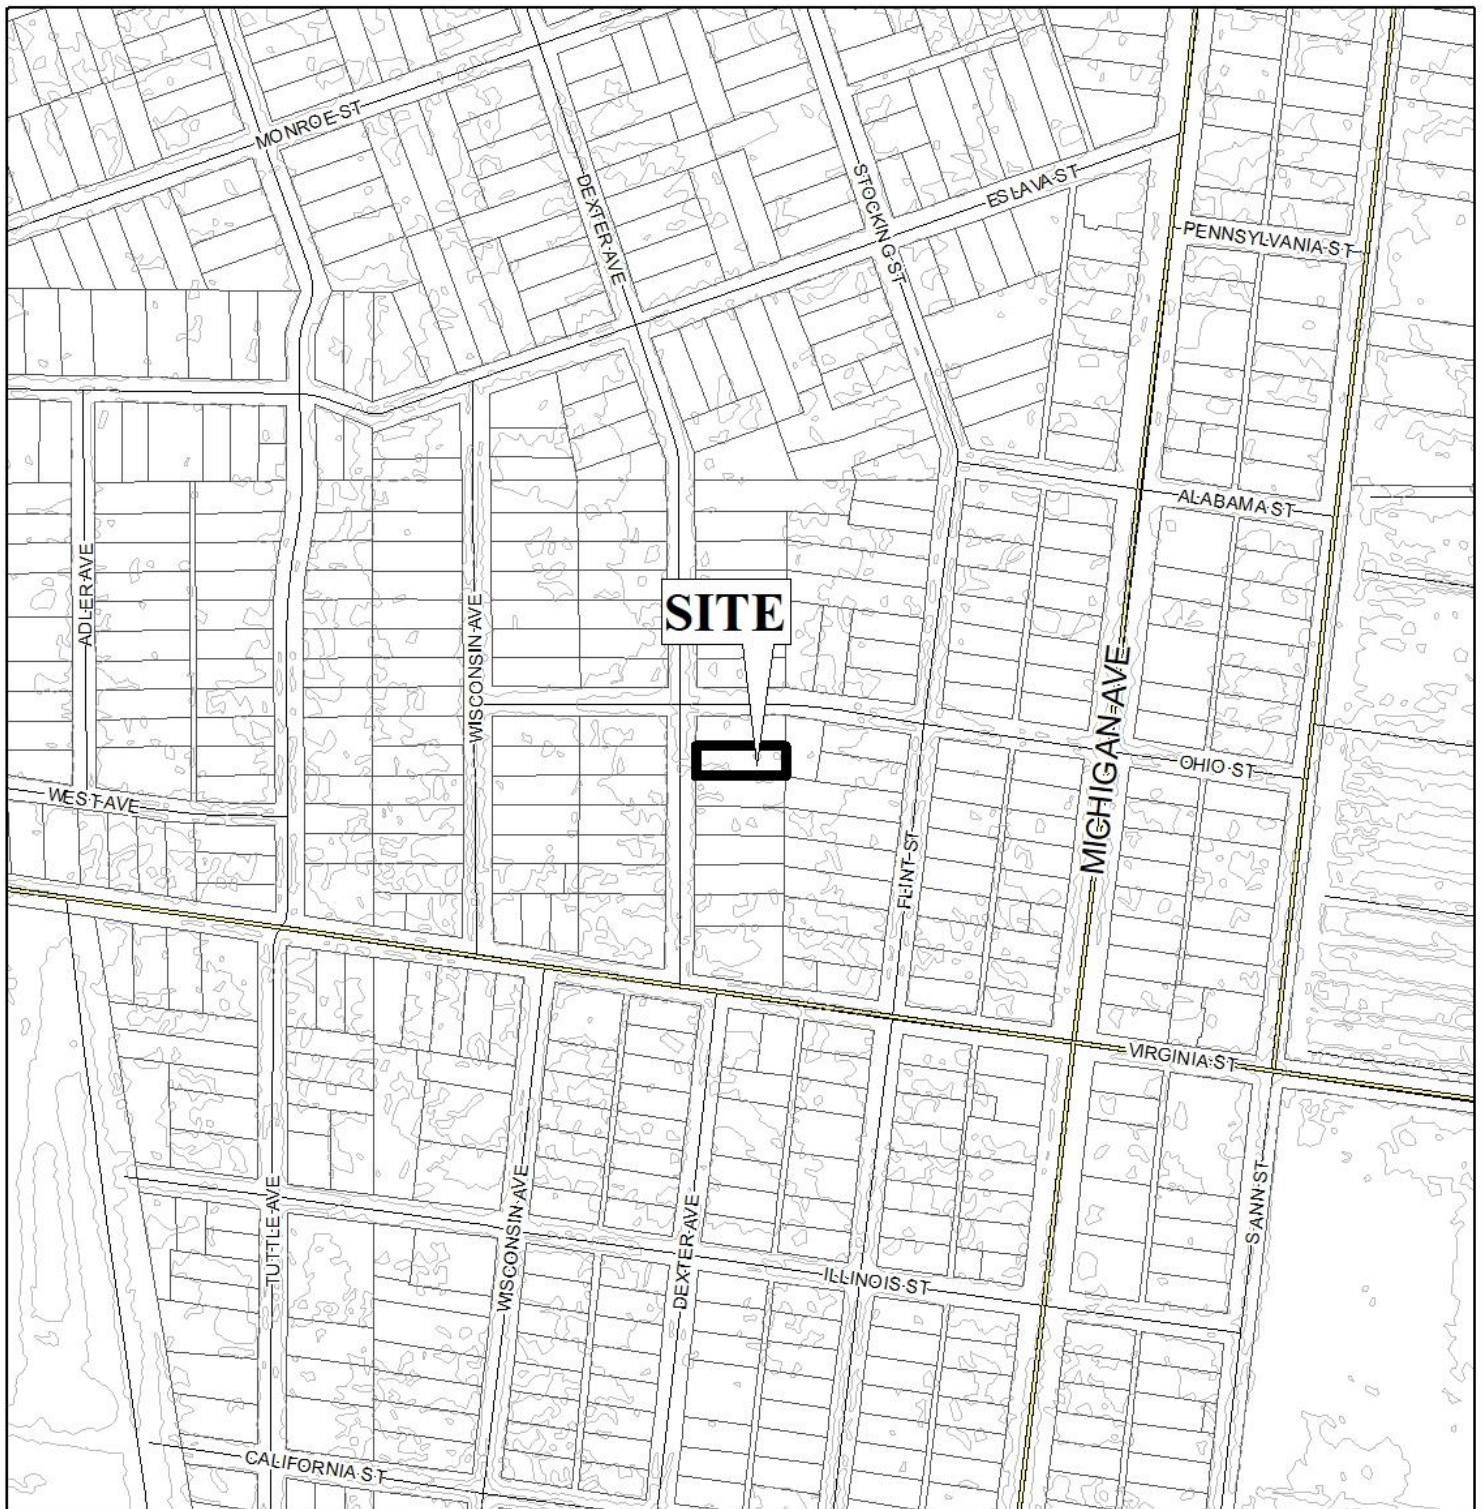 MONROE ST
DEXTER AVE
STOCKING ST
ESLAVA ST
PENNSYLVANIA ST
ALABAMA ST
ADLER AVE
WISCONSIN AVE
SITE
MICHIGAN AVE
OHIO ST
WEST AVE
FLINT ST
VIRGINIA ST
TUTTLE AVE
WISCONSIN AVE
DEXTER AVE
S ANN ST
ILLINOIS ST
CALIFORNIA ST